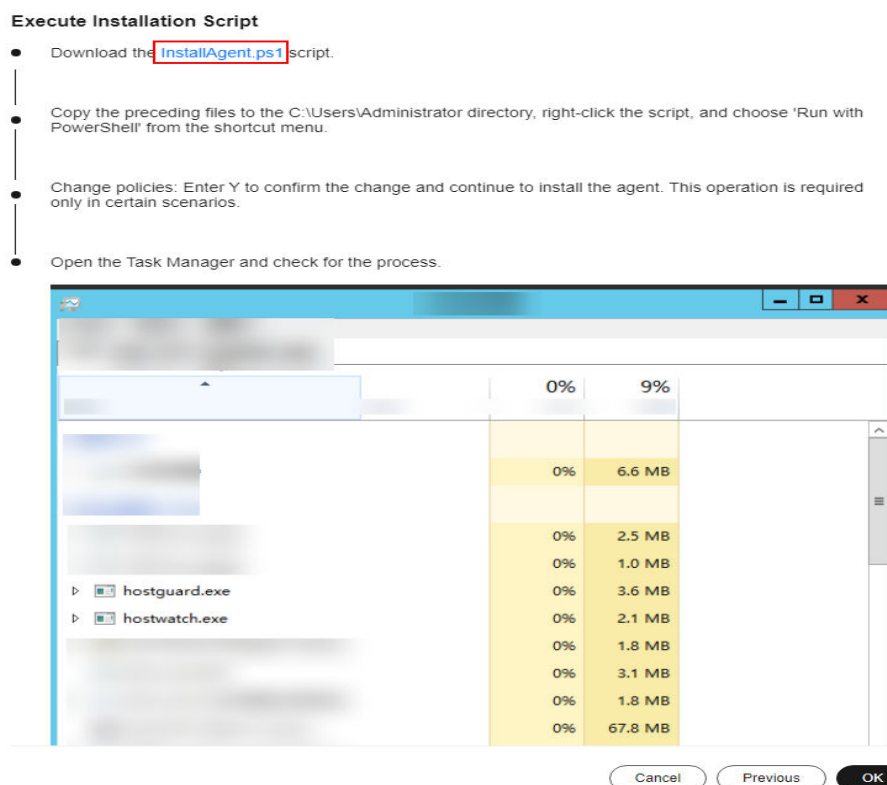 Execute Installation Script
Download the InstallAgent.ps1 script.
Copy the preceding files to the C:\Users\Administrator directory, right-click the script, and choose 'Run with
PowerShell' from the shortcut menu.
Change policies: Enter Y to confirm the change and continue to install the agent. This operation is required
only in certain scenarios.
Open the Task Manager and check for the process.
0% 9%
0% 6.6 MB
0% 2.5 MB
0% 1.0 MB
hostguard.exe 0% 3.6 MB
hostwatch.exe 0% 2.1 MB
0% 1.8 MB
0% 3.1 MB
0% 1.8 MB
0% 67.8 MB
Cancel Previous OK